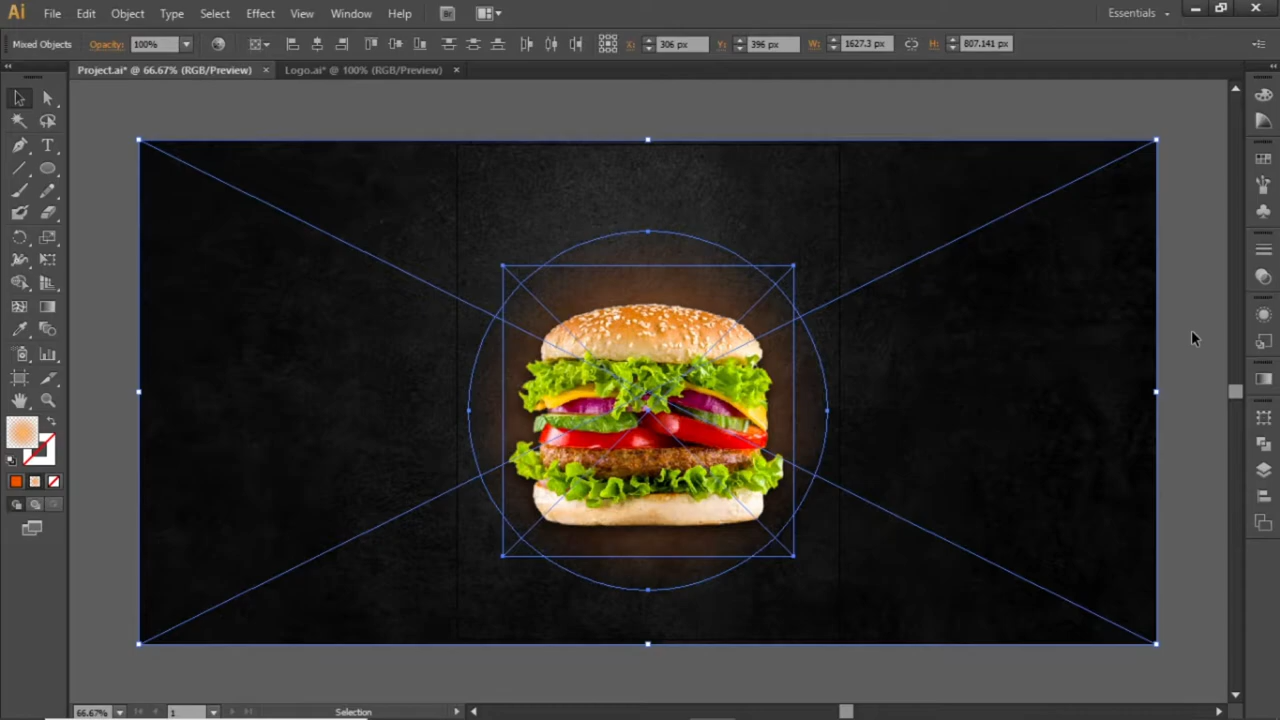 Ai File Edit Object Type Select Effect View Window Help Br Essentials
Mixed Objects Opacity: 100% X: 306 px Y: 396 px W: 1627.3 px H: 807.141 px
Project.ai* @ 66.67% (RGB/Preview) × Logo.ai* @ 100% (RGB/Preview) ×
T
66.67% 1 Selection